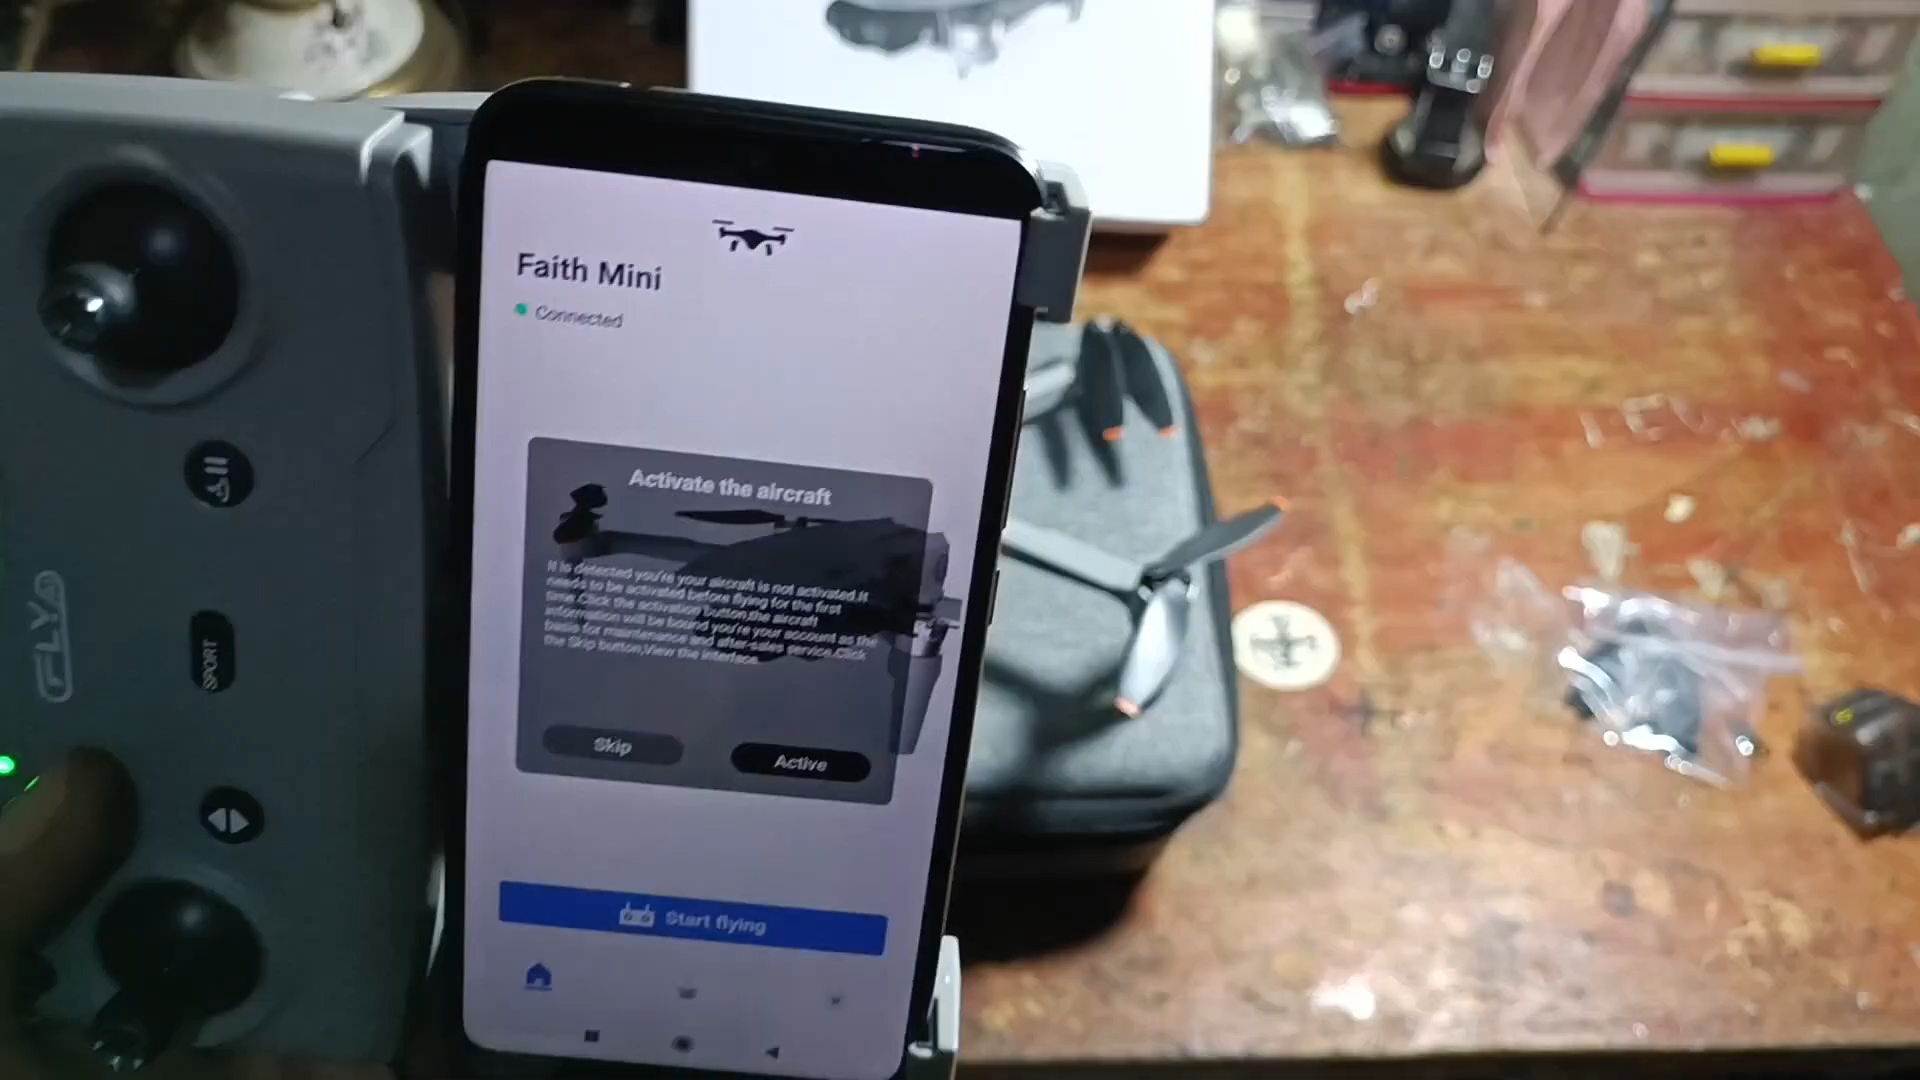 Faith Mini
Connected
Activate the aircraft
It is detected you're your aircraft is not activated.It
needs to be activated before flying for the first
time.Click the activation button,the aircraft
information will be bound you're your account as the
basis for maintenance and after-sales service.Click
the Skip button,View the interface
Skip
Active
Start flying
SPORT